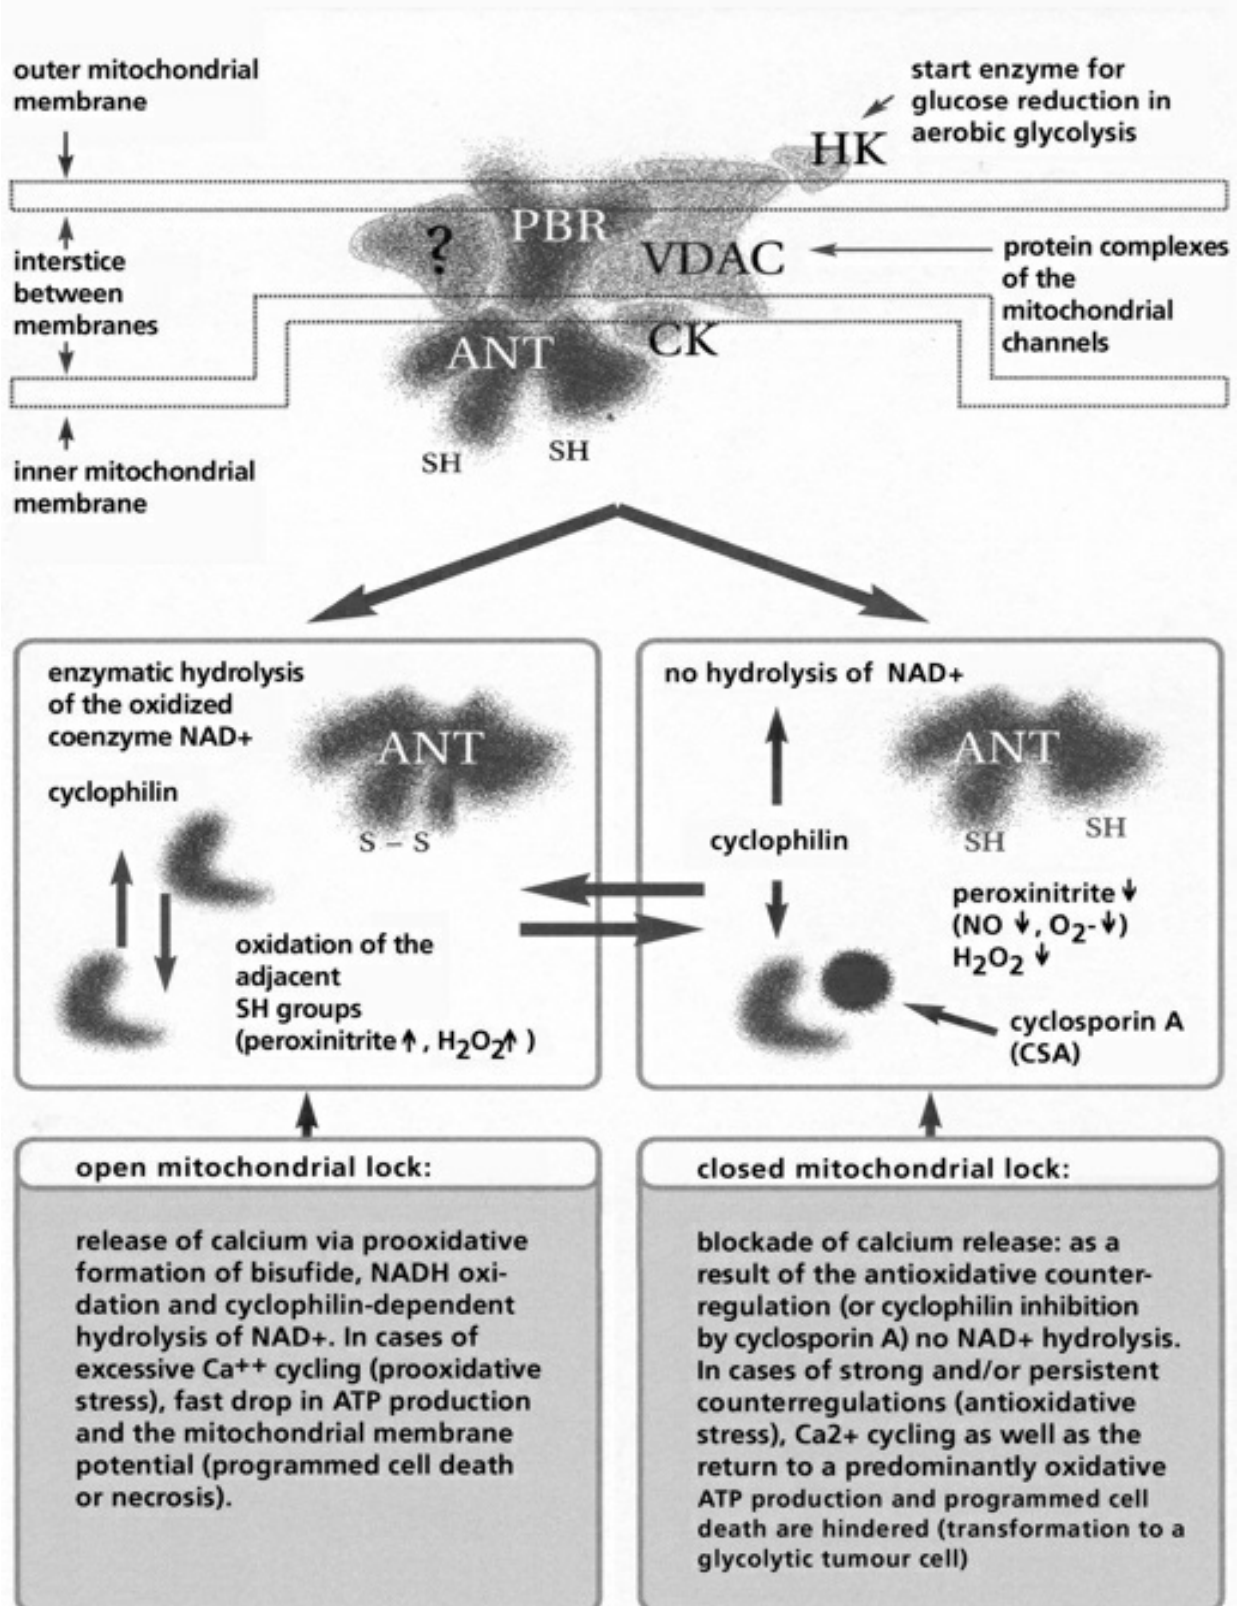 outer mitochondrial
membrane
start enzyme for
glucose reduction in
aerobic glycolysis
HK
PBR
?
VDAC
interstice
between
membranes
protein complexes
of the
mitochondrial
channels
ANT
CK
SH
SH
inner mitochondrial
membrane
enzymatic hydrolysis
of the oxidized
coenzyme NAD+
ANT
cyclophilin
S – S
oxidation of the
adjacent
SH groups
(peroxinitrite ↑, H₂O₂↑ )
no hydrolysis of NAD+
ANT
SH
SH
cyclophilin
peroxinitrite ↓
(NO ↓, O₂-↓)
H₂O₂ ↓
cyclosporin A
(CSA)
open mitochondrial lock:
release of calcium via prooxidative
formation of bisufide, NADH oxi-
dation and cyclophilin-dependent
hydrolysis of NAD+. In cases of
excessive Ca++ cycling (prooxidative
stress), fast drop in ATP production
and the mitochondrial membrane
potential (programmed cell death
or necrosis).
closed mitochondrial lock:
blockade of calcium release: as a
result of the antioxidative counter-
regulation (or cyclophilin inhibition
by cyclosporin A) no NAD+ hydrolysis.
In cases of strong and/or persistent
counterregulations (antioxidative
stress), Ca2+ cycling as well as the
return to a predominantly oxidative
ATP production and programmed cell
death are hindered (transformation to a
glycolytic tumour cell)